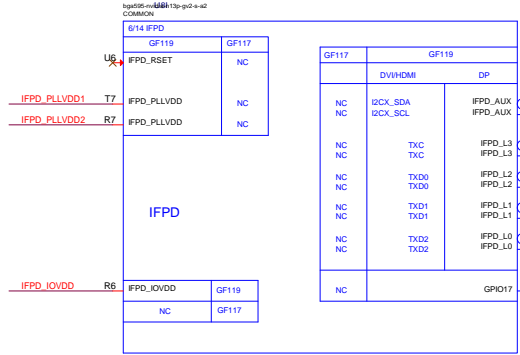 COMMON
6/14 IFPD
GF119 GF117
U6 IFPD_RSET NC
IFPD_PLLVDD1 T7 IFPD_PLLVDD NC
IFPD_PLLVDD2 R7 IFPD_PLLVDD NC
IFPD
IFPD_IOVDD R6 IFPD_IOVDD GF119
NC GF117
GF117 GF119
DVI/HDMI DP
NC I2CX_SDA IFPD_AUX
NC I2CX_SCL IFPD_AUX
NC TXC IFPD_L3
NC TXC IFPD_L3
NC TXD0 IFPD_L2
NC TXD0 IFPD_L2
NC TXD1 IFPD_L1
NC TXD1 IFPD_L1
NC TXD2 IFPD_L0
NC TXD2 IFPD_L0
NC GPIO17